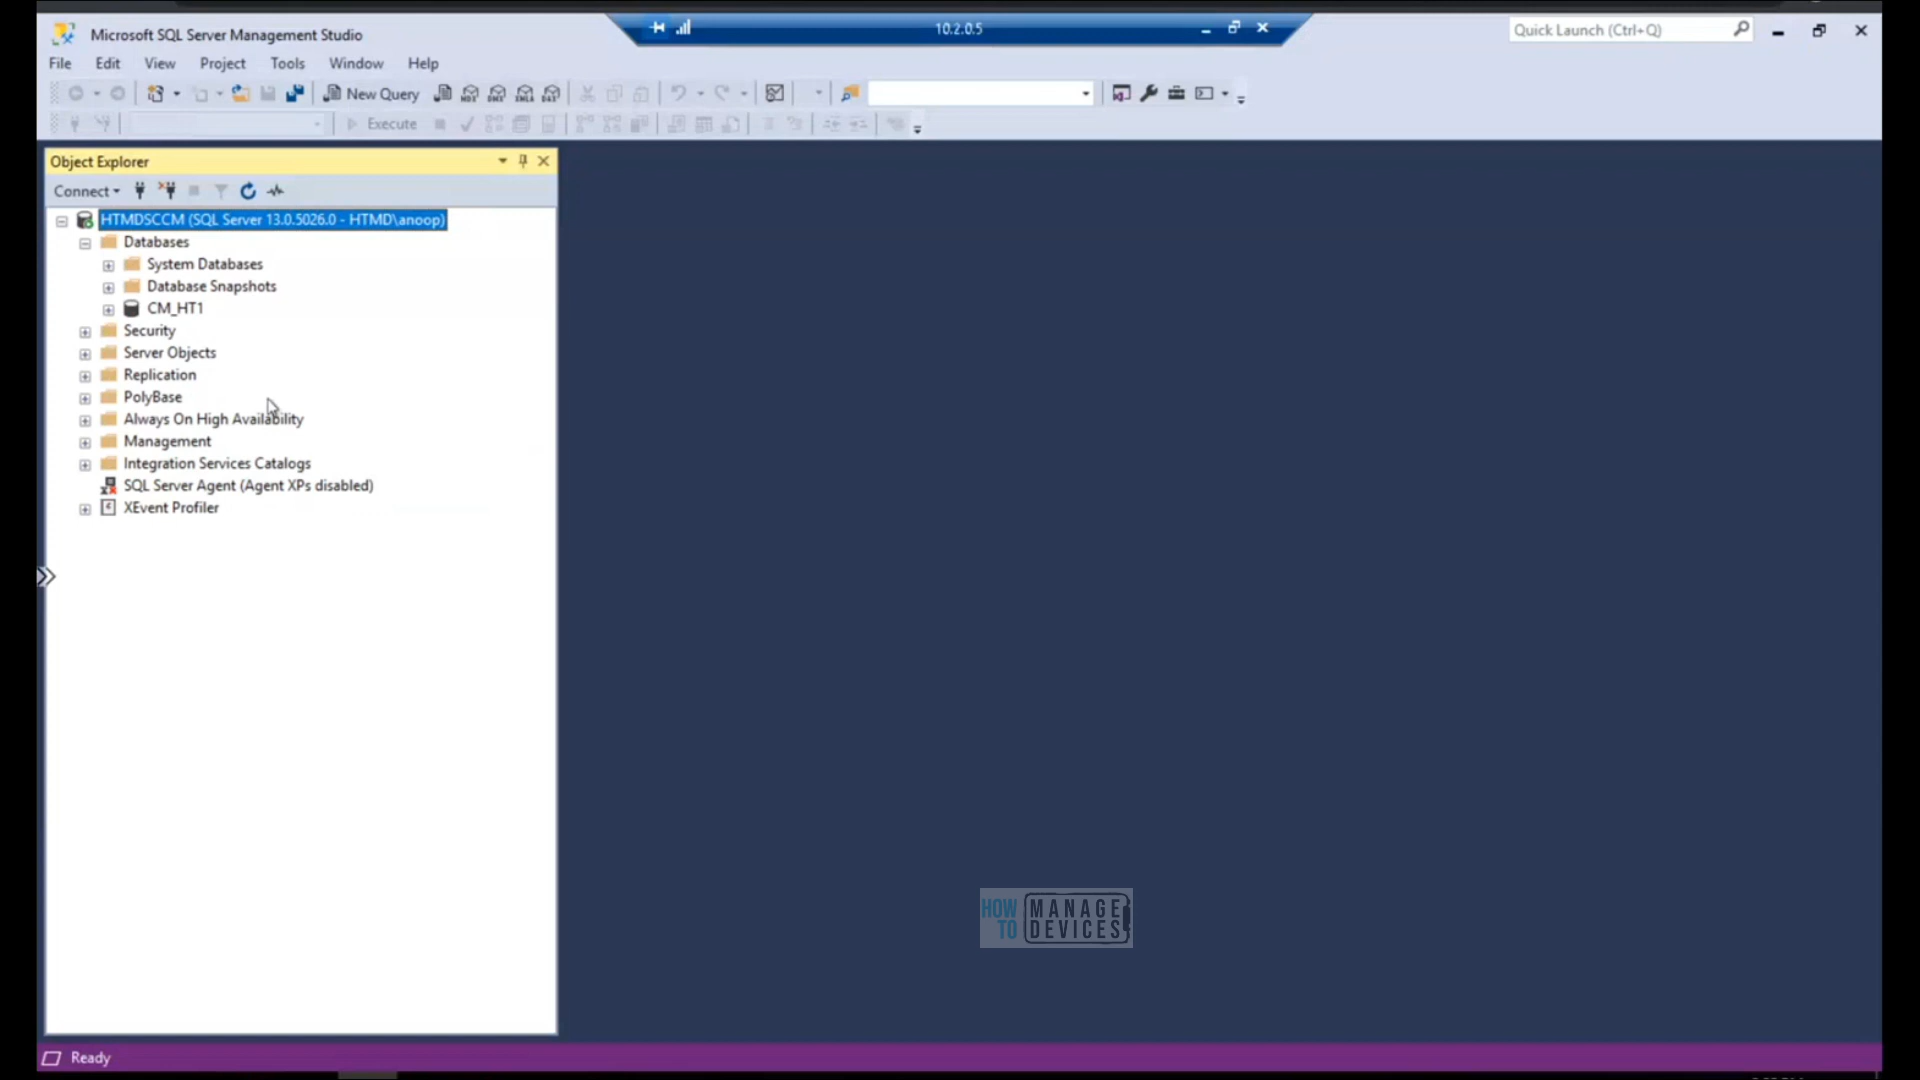 Microsoft SQL Server Management Studio
10.2.0.5
Quick Launch (Ctrl+Q)
File Edit View Project Tools Window Help
New Query
Execute
Object Explorer
Connect
HTMDSCCM (SQL Server 13.0.5026.0 - HTMD\anoop)
Databases
System Databases
Database Snapshots
CM_HT1
Security
Server Objects
Replication
PolyBase
Always On High Availability
Management
Integration Services Catalogs
SQL Server Agent (Agent XPs disabled)
XEvent Profiler
HOW TO MANAGE DEVICES
Ready